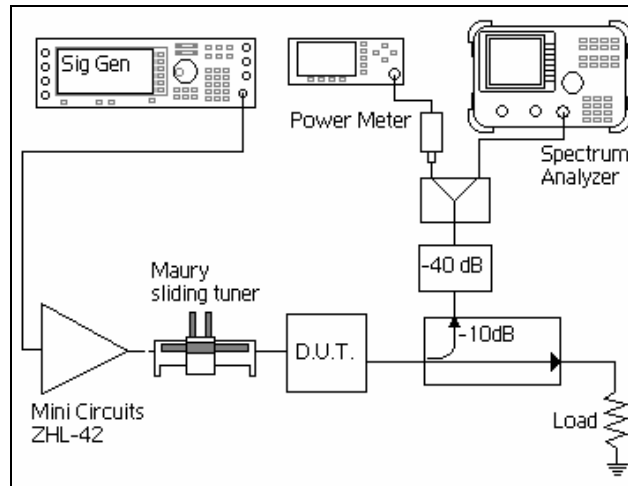 Sig Gen
Power Meter
Spectrum
Analyzer
-40 dB
Maury
sliding tuner
D.U.T.
-10dB
Mini Circuits
ZHL-42
Load